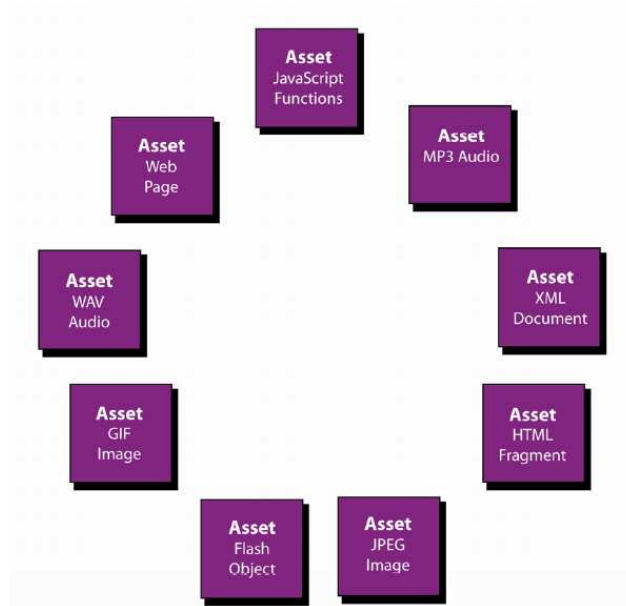 Asset
JavaScript
Functions
Asset
MP3 Audio
Asset
Web
Page
Asset
XML
Document
Asset
WAV
Audio
Asset
HTML
Fragment
Asset
GIF
Image
Asset
JPEG
Image
Asset
Flash
Object